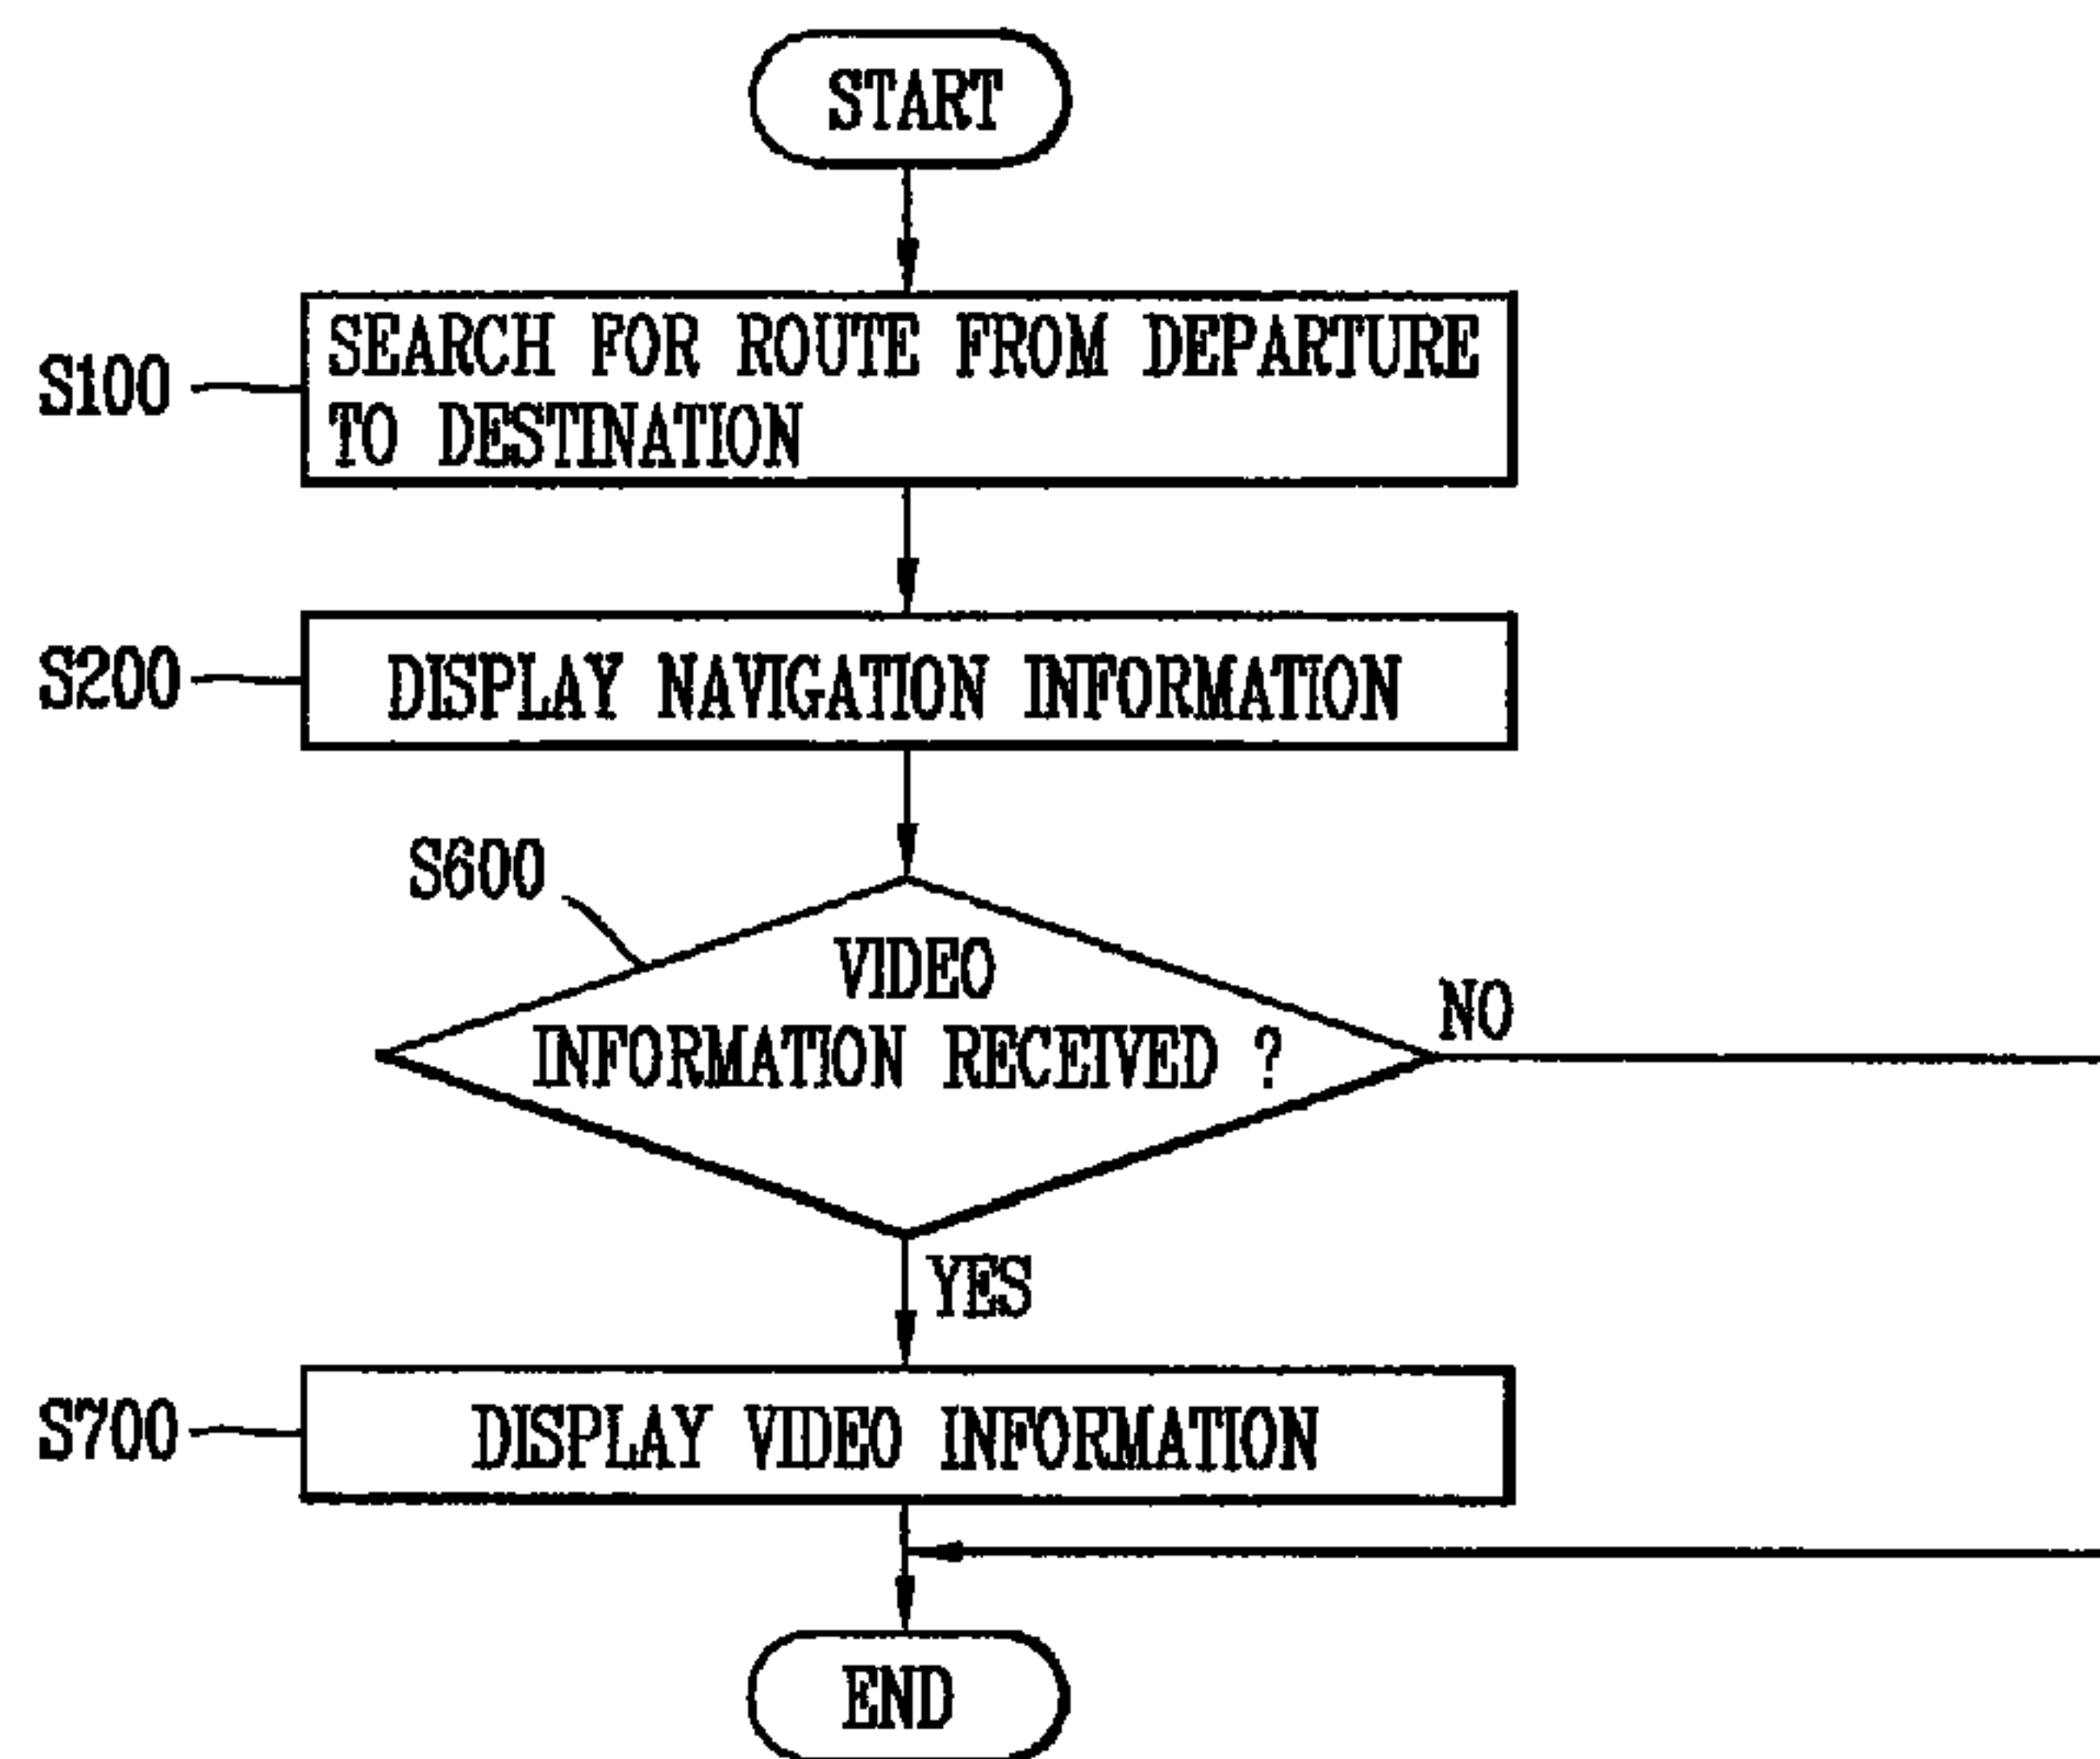 START
S100
SEARCH FOR ROUTE FROM DEPARTURE
TO DESTINATION
S200
DISPLAY NAVIGATION INFORMATION
S600
VIDEO
INFORMATION RECEIVED ?
NO
YES
S700
DISPLAY VIDEO INFORMATION
END